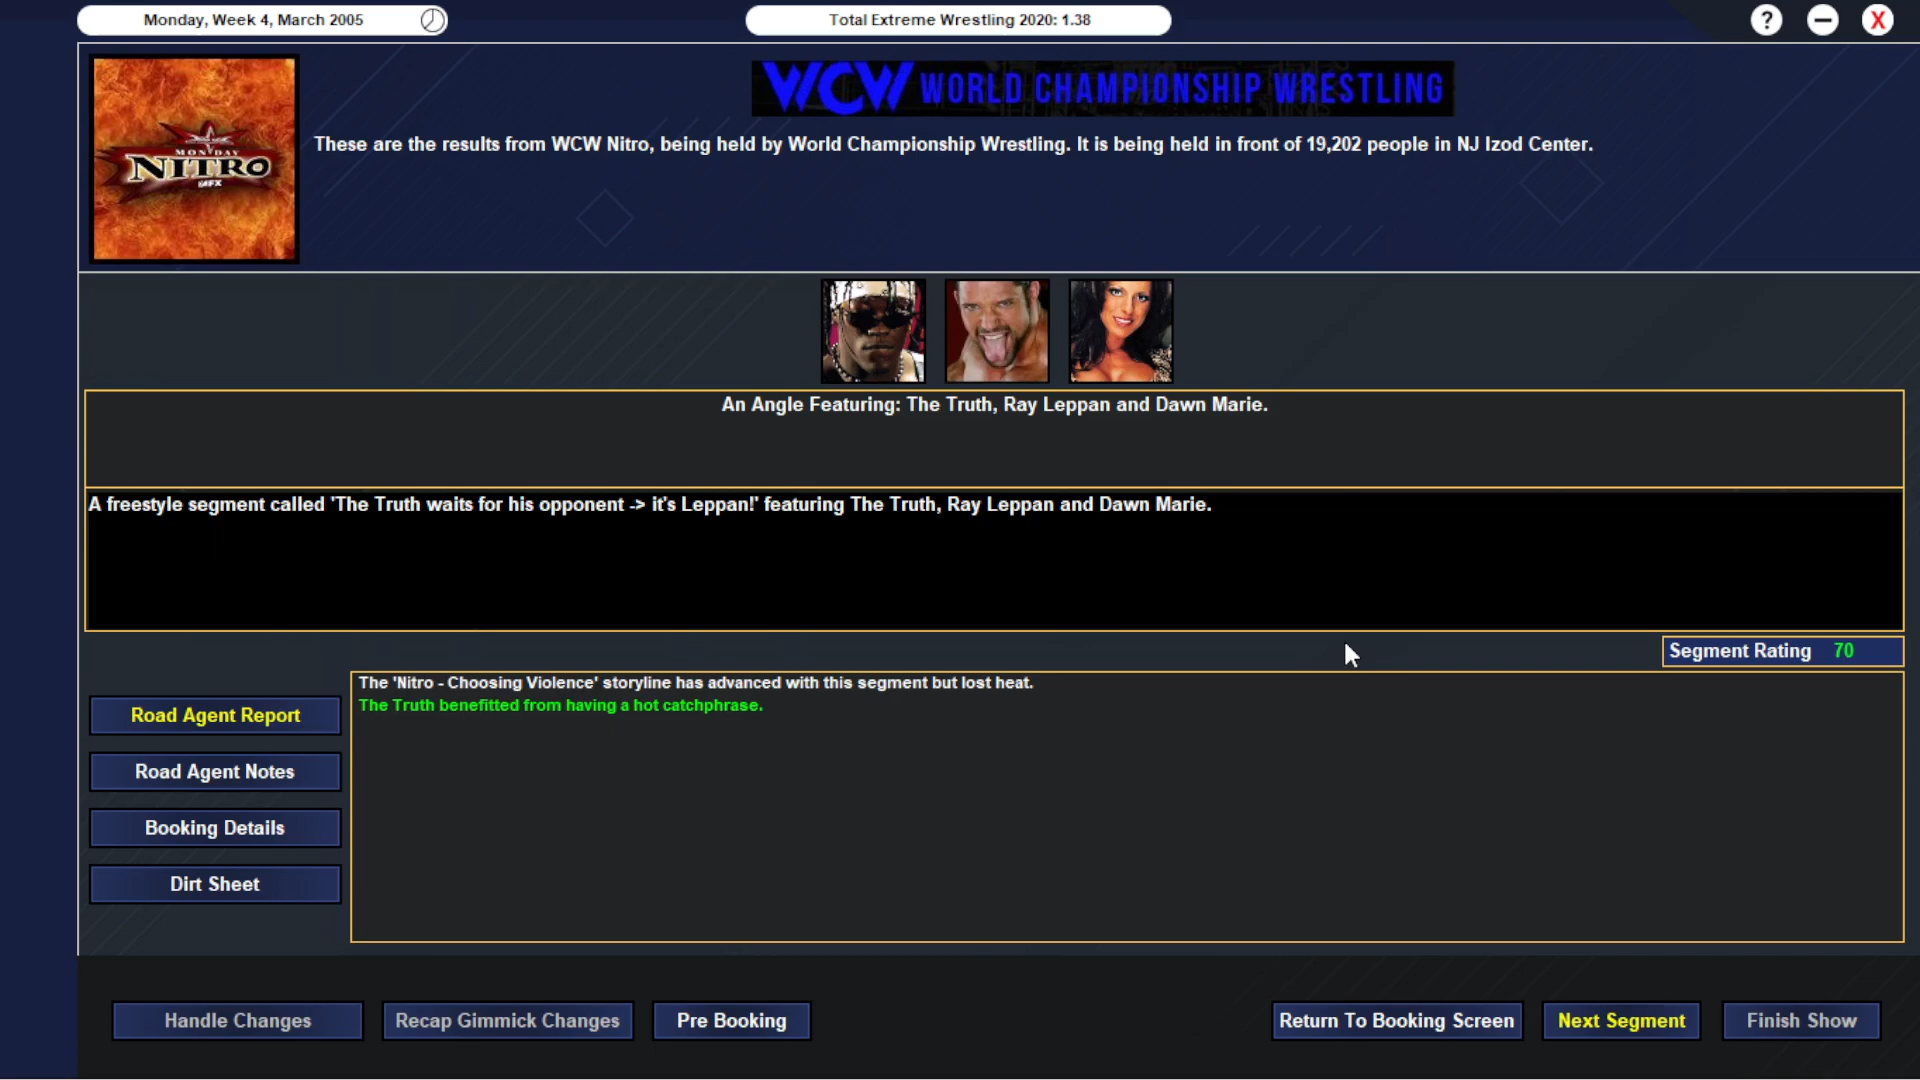 Monday, Week 4, March 2005
Total Extreme Wrestling 2020: 1.38
?
X
WCW WORLD CHAMPIONSHIP WRESTLING
MONDAY
NITRO
These are the results from WCW Nitro, being held by World Championship Wrestling. It is being held in front of 19,202 people in NJ Izod Center.
An Angle Featuring: The Truth, Ray Leppan and Dawn Marie.
A freestyle segment called 'The Truth waits for his opponent -> it's Leppan!' featuring The Truth, Ray Leppan and Dawn Marie.
Segment Rating 70
The 'Nitro - Choosing Violence' storyline has advanced with this segment but lost heat.
The Truth benefitted from having a hot catchphrase.
Road Agent Report
Road Agent Notes
Booking Details
Dirt Sheet
Handle Changes
Recap Gimmick Changes
Pre Booking
Return To Booking Screen
Next Segment
Finish Show